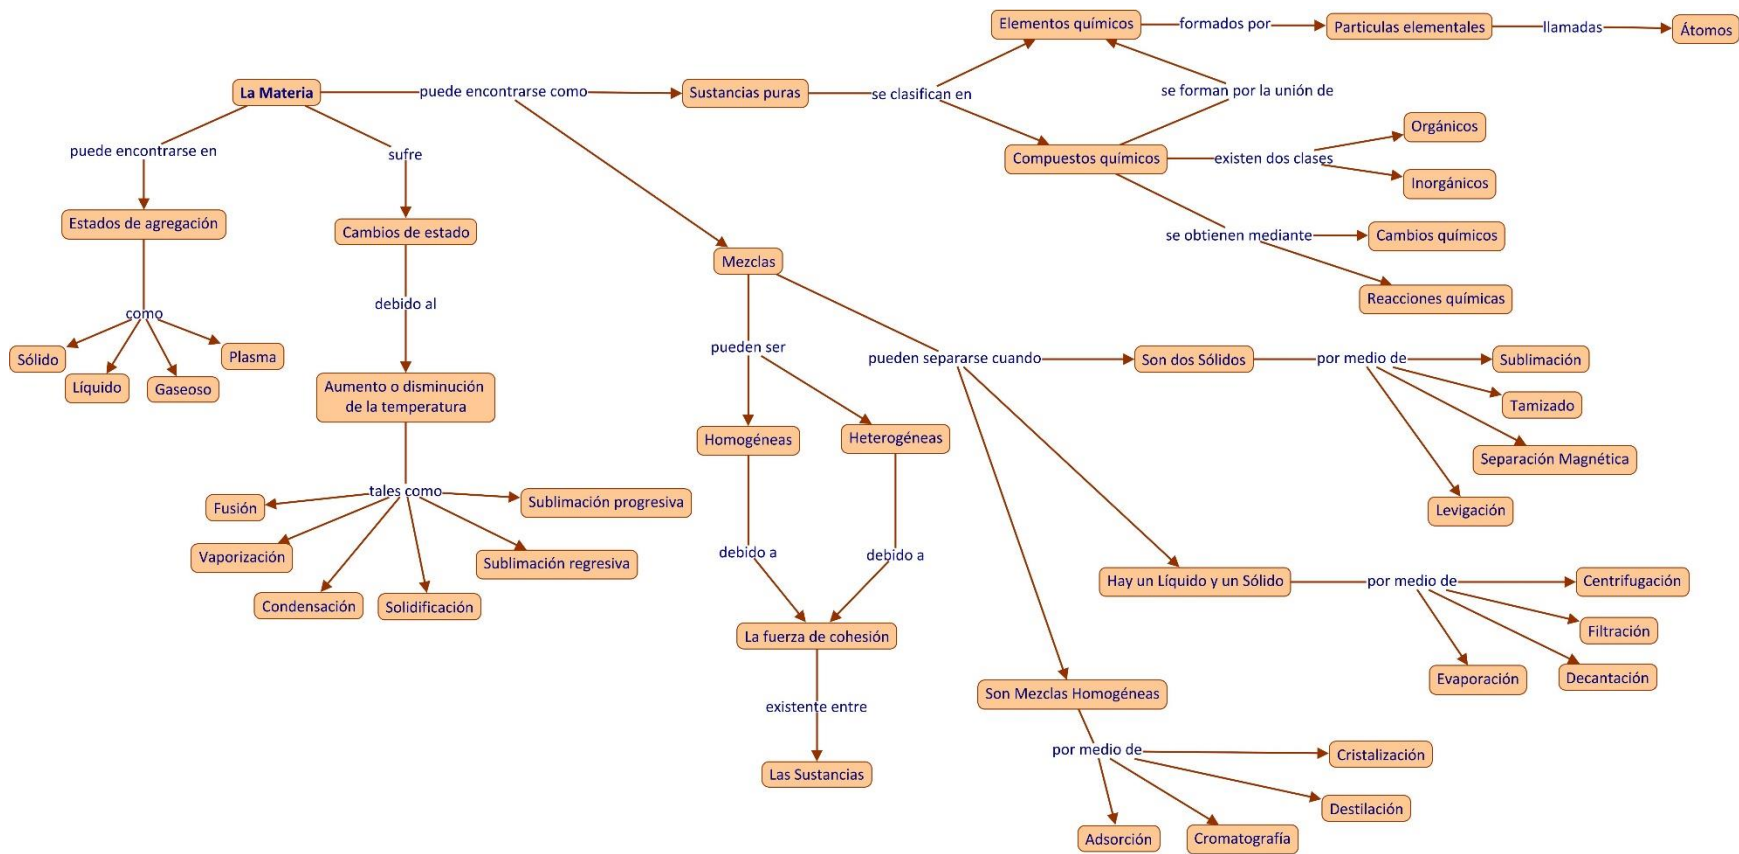 Elementos químicos
formados por
Particulas elementales
llamadas
Átomos
La Materia
puede encontrarse como
Sustancias puras
se clasifican en
se forman por la unión de
Orgánicos
Compuestos químicos
existen dos clases
Inorgánicos
puede encontrarse en
sufre
Estados de agregación
Cambios de estado
se obtienen mediante
Cambios químicos
Mezclas
Reacciones químicas
debido al
como
Sólido
Líquido
Gaseoso
Plasma
pueden ser
pueden separarse cuando
Son dos Sólidos
por medio de
Sublimación
Tamizado
Separación Magnética
Levigación
Aumento o disminución
de la temperatura
Homogéneas
Heterogéneas
tales como
Fusión
Vaporización
Condensación
Solidificación
Sublimación regresiva
Sublimación progresiva
debido a
debido a
Hay un Líquido y un Sólido
por medio de
Centrifugación
Filtración
Decantación
Evaporación
La fuerza de cohesión
existente entre
Las Sustancias
Son Mezclas Homogéneas
por medio de
Cristalización
Destilación
Cromatografía
Adsorción